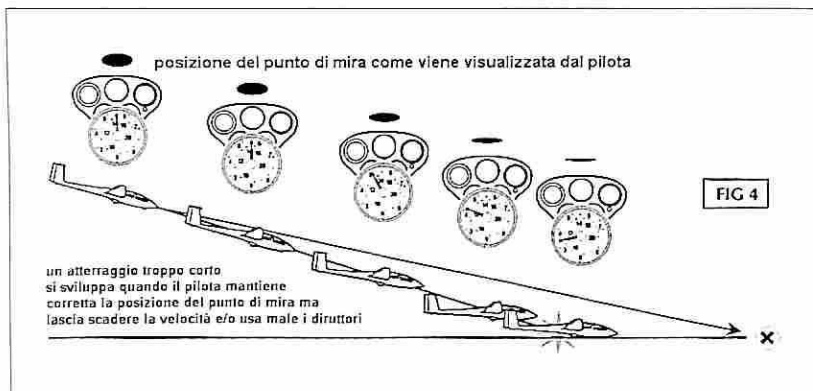 posizione del punto di mira come viene visualizzata dal pilota
FIG 4
un atterraggio troppo corto
si sviluppa quando il pilota mantiene
corretta la posizione del punto di mira ma
lascia scadere la velocità e/o usa male i diruttori